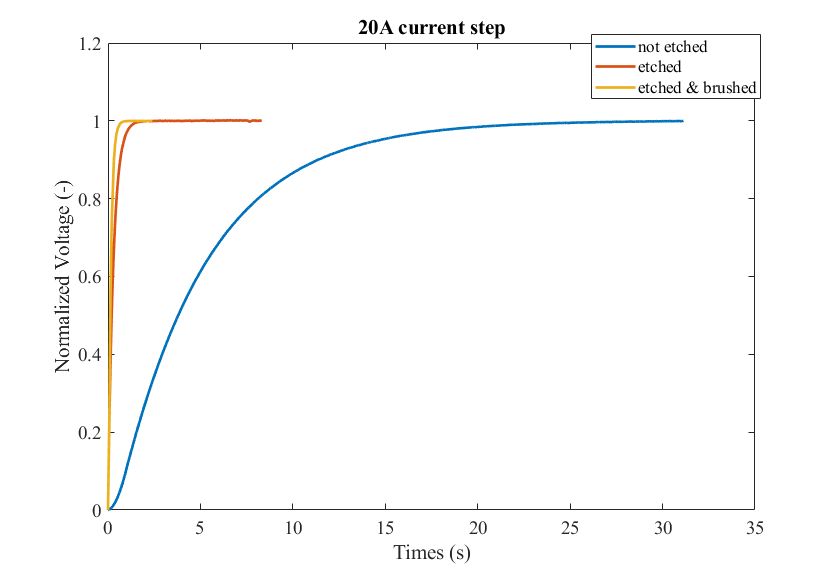 20A current step
not etched
etched
etched & brushed
1.2
1
0.8
0.6
0.4
0.2
0
Normalized Voltage (-)
0 5 10 15 20 25 30 35
Times (s)